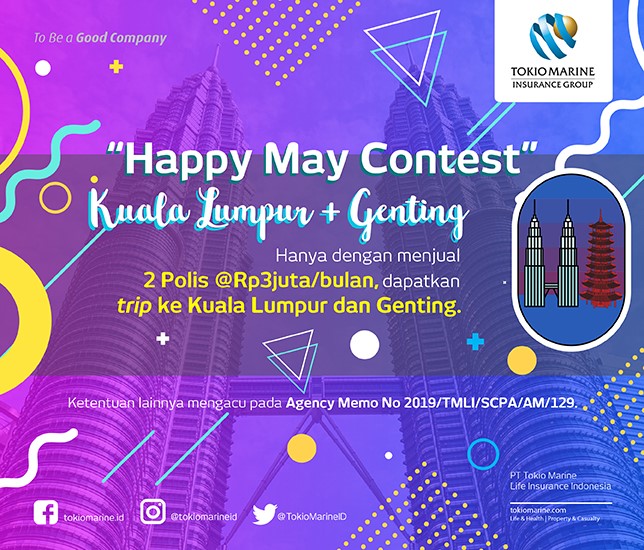 To Be a Good Company
TOKIO MARINE
INSURANCE GROUP
“Happy May Contest”
Kuala Lumpur + Genting
Hanya dengan menjual
2 Polis @Rp3juta/bulan, dapatkan
trip ke Kuala Lumpur dan Genting.
Ketentuan lainnya mengacu pada Agency Memo No 2019/TMLI/SCPA/AM/129.
PT Tokio Marine
Life Insurance Indonesia
tokiomarine.com
Life & Health | Property & Casualty
tokiomarine.id
@tokiomarineid
@TokioMarineID